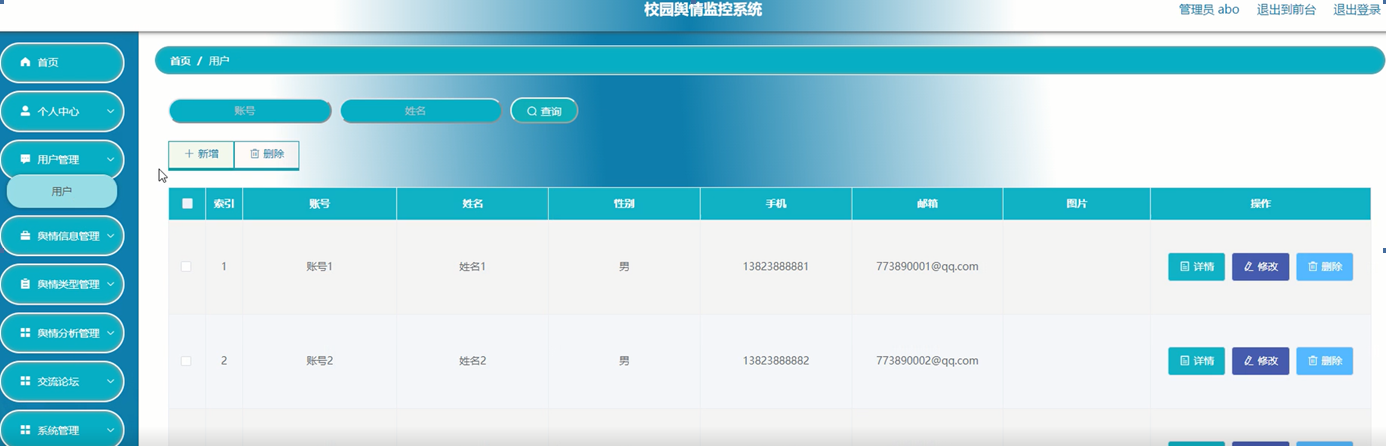 校园舆情监控系统
管理员 abo 退出到前台 退出登录
首页
个人中心
用户管理
用户
舆情信息管理
舆情类型管理
舆情分析管理
交流论坛
系统管理
首页 / 用户
账号 姓名 查询
新增 删除
索引 账号 姓名 性别 手机 邮箱 图片 操作
1 账号1 姓名1 男 13823888881 773890001@qq.com 详情 修改 删除
2 账号2 姓名2 男 13823888882 773890002@qq.com 详情 修改 删除